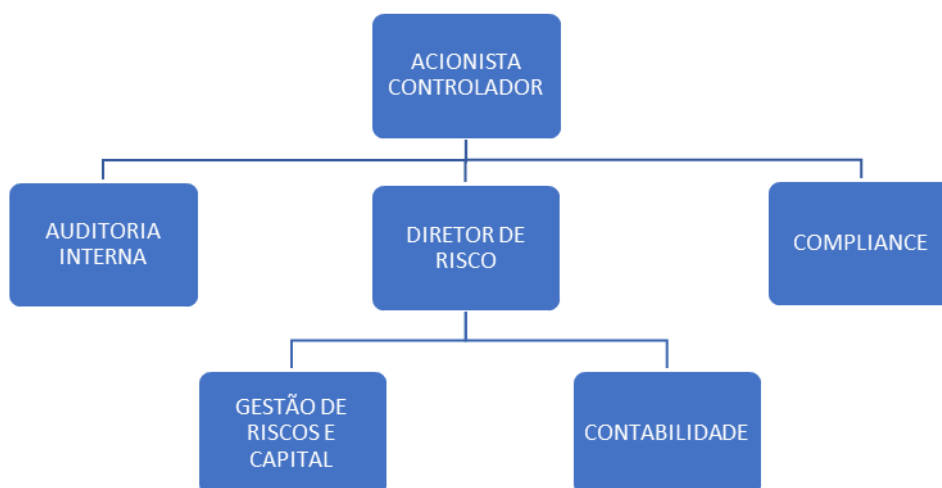 ACIONISTA
CONTROLADOR
AUDITORIA
INTERNA
DIRETOR DE
RISCO
COMPLIANCE
GESTÃO DE
RISCOS E
CAPITAL
CONTABILIDADE